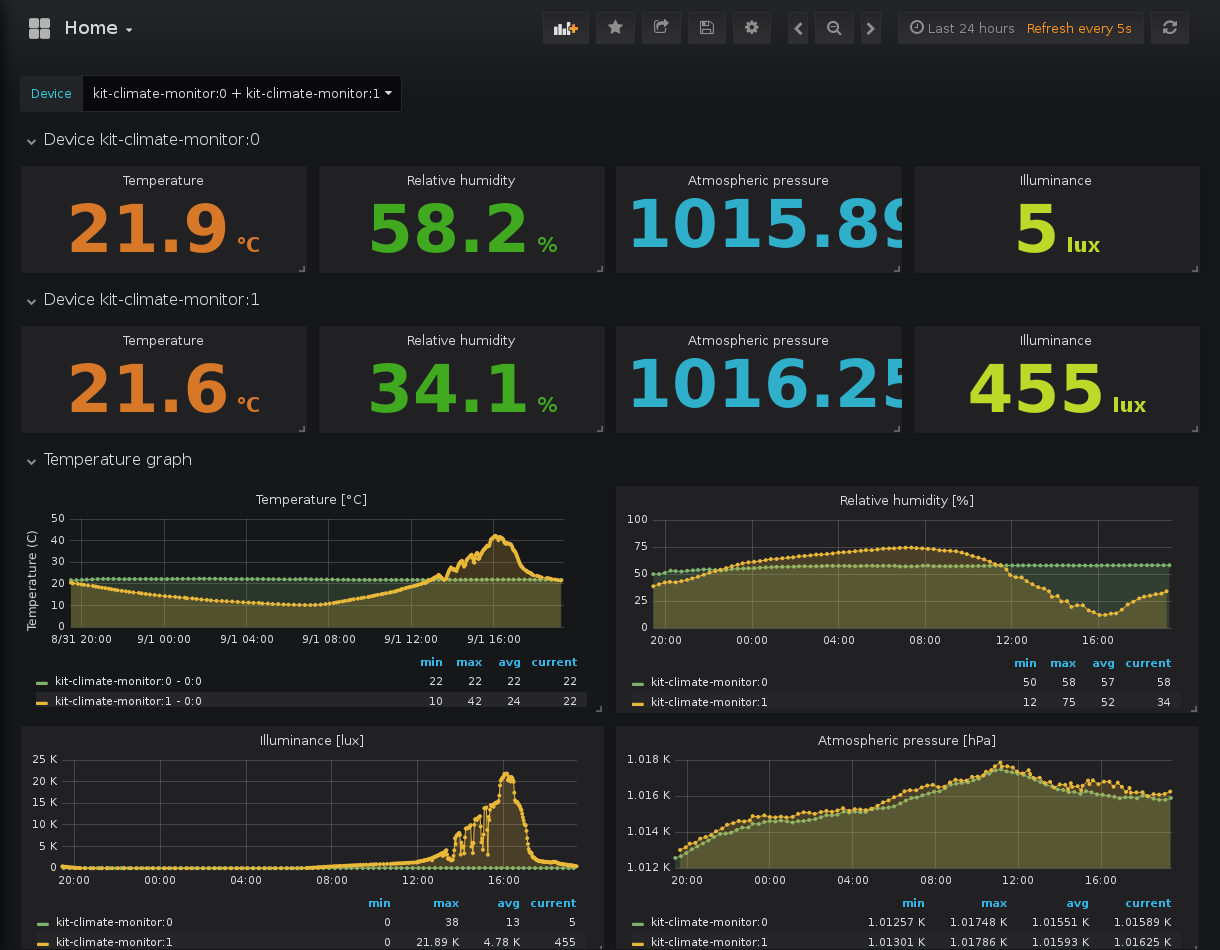 Home
Last 24 hours Refresh every 5s
Device kit-climate-monitor:0 + kit-climate-monitor:1
Device kit-climate-monitor:0
Temperature Relative humidity Atmospheric pressure Illuminance
21.9 °C 58.2 % 1015.89 5 lux
Device kit-climate-monitor:1
Temperature Relative humidity Atmospheric pressure Illuminance
21.6 °C 34.1 % 1016.25 455 lux
Temperature graph
Temperature [°C]
Temperature (C)
50
40
30
20
10
0
8/31 20:00 9/1 00:00 9/1 04:00 9/1 08:00 9/1 12:00 9/1 16:00
min max avg current
kit-climate-monitor:0 - 0:0 22 22 22 22
kit-climate-monitor:1 - 0:0 10 42 24 22
Relative humidity [%]
100
75
50
25
0
20:00 00:00 04:00 08:00 12:00 16:00
min max avg current
kit-climate-monitor:0 50 58 57 58
kit-climate-monitor:1 12 75 52 34
Illuminance [lux]
25 K
20 K
15 K
10 K
5 K
0
20:00 00:00 04:00 08:00 12:00 16:00
min max avg current
kit-climate-monitor:0 0 38 13 5
kit-climate-monitor:1 0 21.89 K 4.78 K 455
Atmospheric pressure [hPa]
1.018 K
1.016 K
1.014 K
1.012 K
20:00 00:00 04:00 08:00 12:00 16:00
min max avg current
kit-climate-monitor:0 1.01257 K 1.01748 K 1.01551 K 1.01589 K
kit-climate-monitor:1 1.01301 K 1.01786 K 1.01593 K 1.01625 K